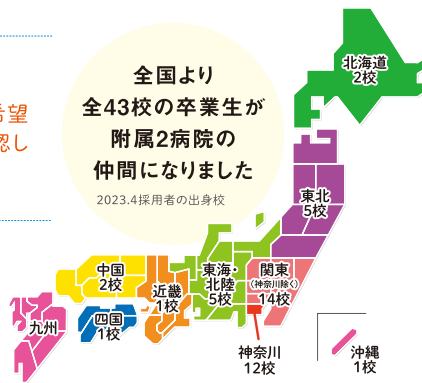 希望
認し
全国より
全43校の卒業生が
附属2病院の
仲間になりました
2023.4採用者の出身校
北海道
2校
東北
5校
関東
(神奈川除く)
14校
東海・
北陸
5校
中国
2校
近畿
1校
四国
1校
九州
神奈川
12校
沖縄
1校